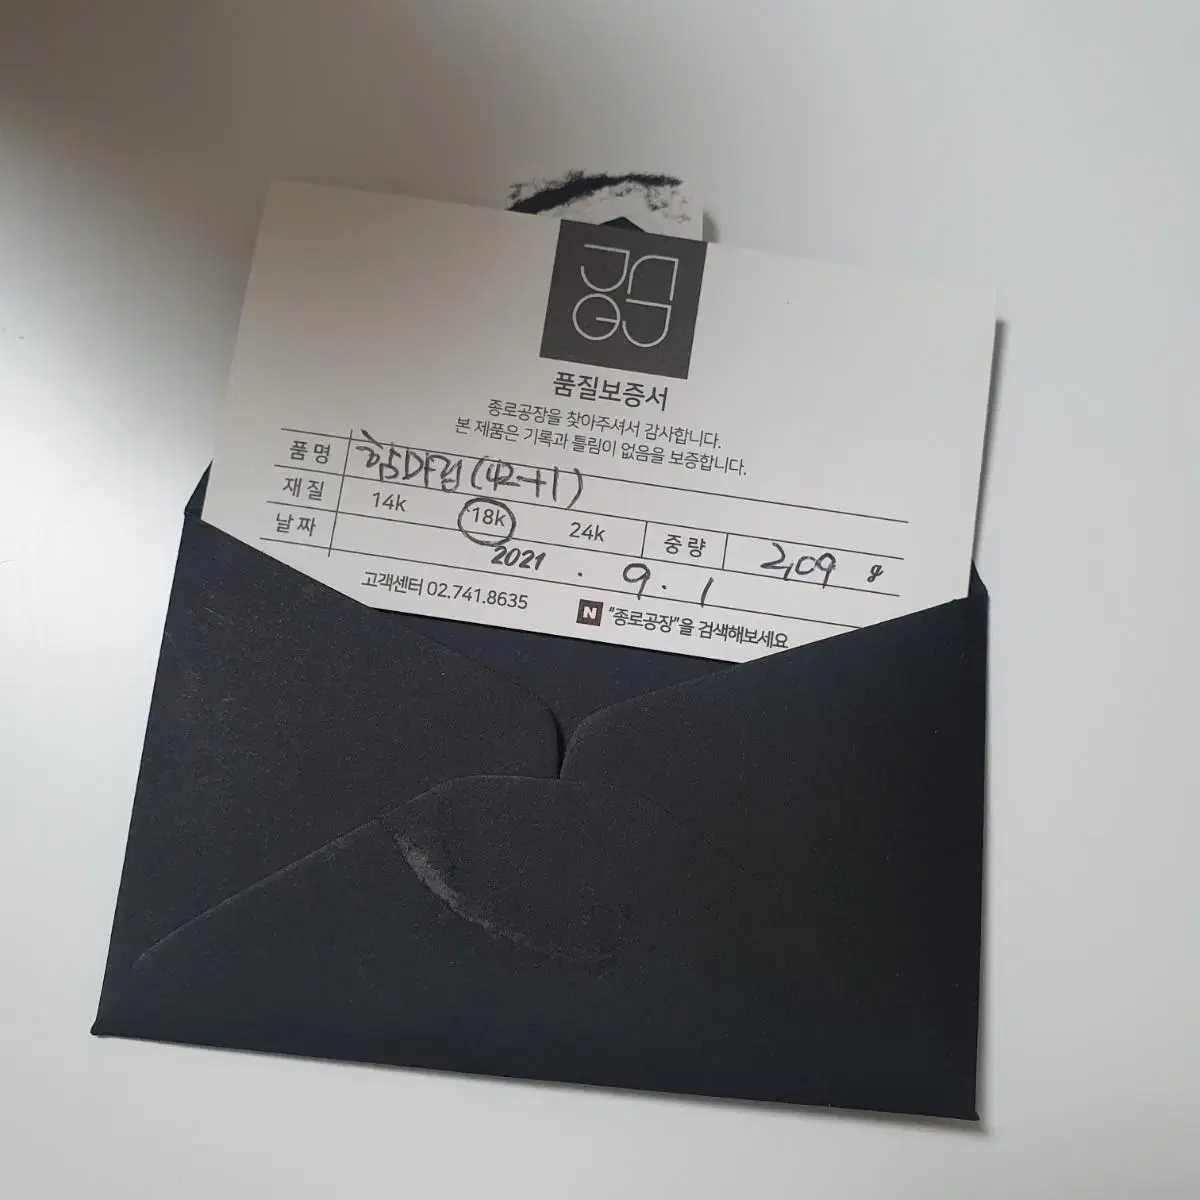 품질보증서
종로공장을 찾아주셔서 감사합니다.
본 제품은 기록과 틀림이 없음을 보증합니다.
품 명 (42+1)
재 질 14k 18k 24k 중 량 2,09 g
날 짜 2021 . 9 . 1
고객센터 02.741.8635 N "종로공장"을 검색해보세요